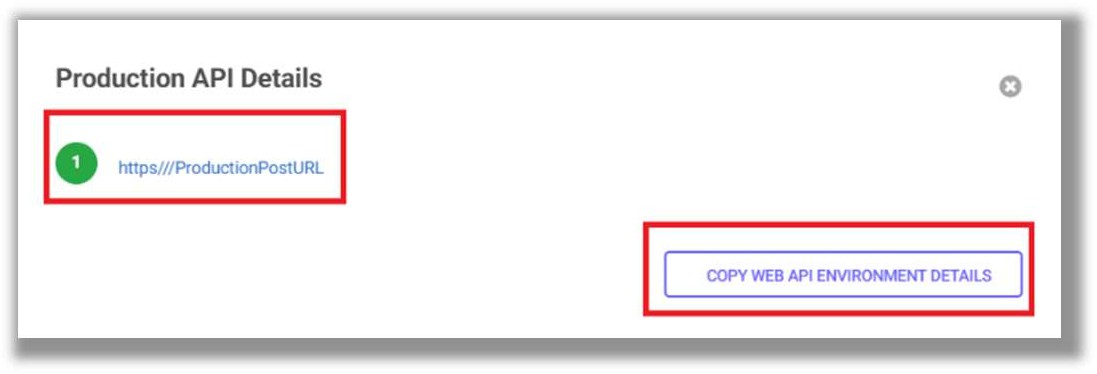 Production API Details
1
https///ProductionPostURL
COPY WEB API ENVIRONMENT DETAILS